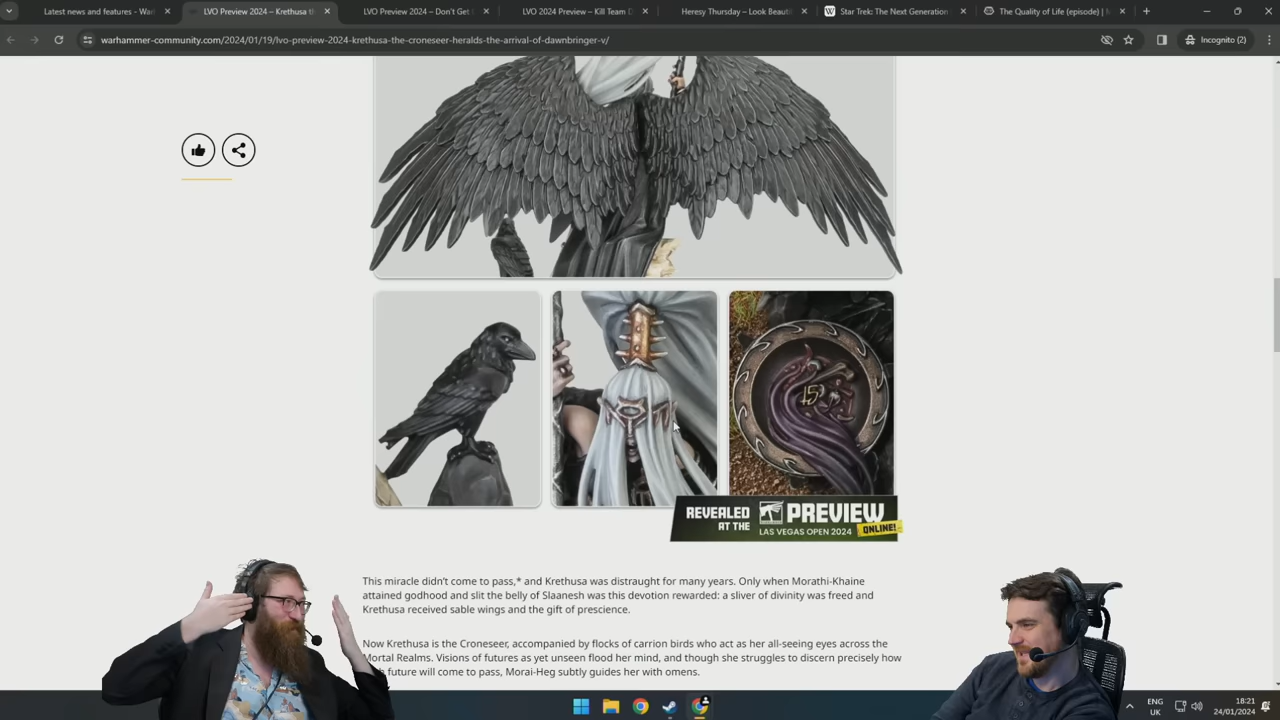 Latest news and features - War
LVO Preview 2024 – Krethusa th
LVO Preview 2024 – Don't Get
LVO 2024 Preview – Kill Team D
Heresy Thursday – Look Beauti
Star Trek: The Next Generation
The Quality of Life (episode) |
warhammer-community.com/2024/01/19/lvo-preview-2024-krethusa-the-croneseer-heralds-the-arrival-of-dawnbringer-v/
Incognito (2)
REVEALED
AT THE
PREVIEW
LAS VEGAS OPEN 2024
ONLINE!
This miracle didn't come to pass,* and Krethusa was distraught for many years. Only when Morathi-Khaine
attained godhood and slit the belly of Slaanesh was this devotion rewarded: a sliver of divinity was freed and
Krethusa received sable wings and the gift of prescience.
Now Krethusa is the Croneseer, accompanied by flocks of carrion birds who act as her all-seeing eyes across the
Mortal Realms. Visions of futures as yet unseen flood her mind, and though she struggles to discern precisely how
future will come to pass, Morai-Heg subtly guides her with omens.
ENG
UK
18:21
24/01/2024